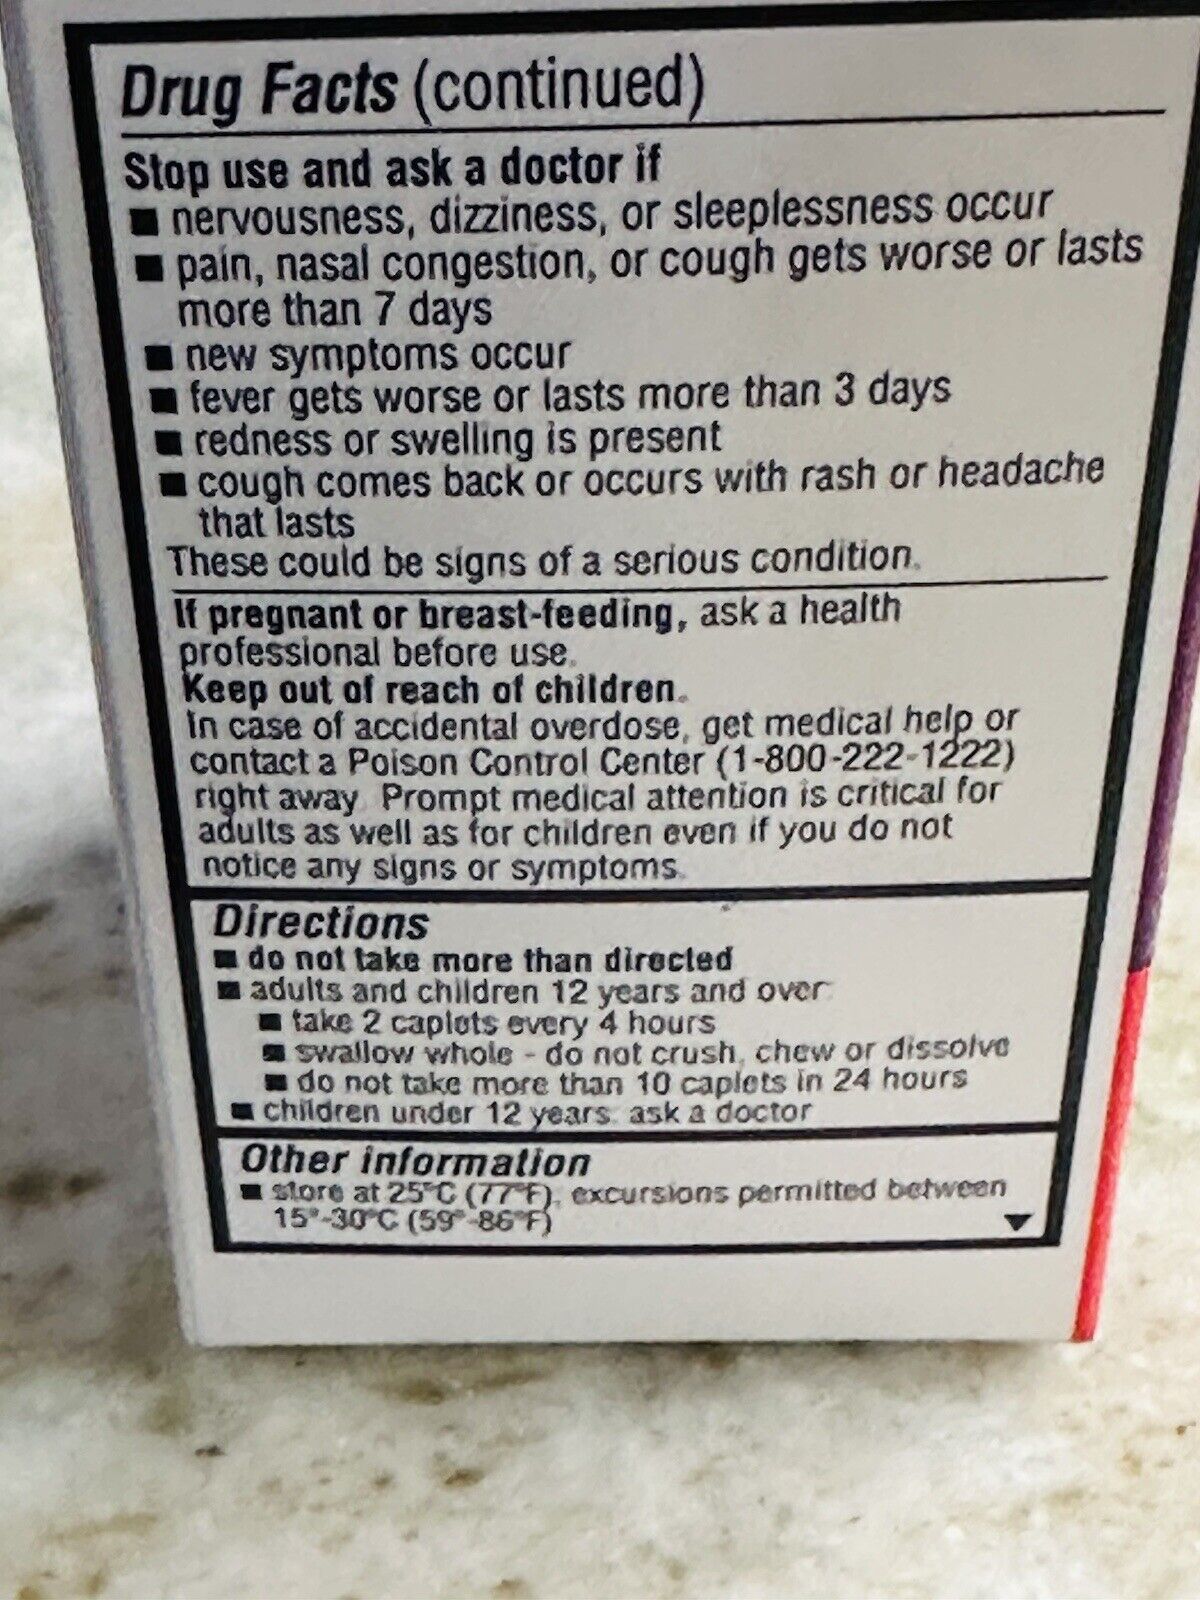 Drug Facts (continued)
Stop use and ask a doctor if
■ nervousness, dizziness, or sleeplessness occur
■ pain, nasal congestion, or cough gets worse or lasts
more than 7 days
■ new symptoms occur
■ fever gets worse or lasts more than 3 days
■ redness or swelling is present
■ cough comes back or occurs with rash or headache
that lasts
These could be signs of a serious condition.
If pregnant or breast-feeding, ask a health
professional before use.
Keep out of reach of children.
In case of accidental overdose, get medical help or
contact a Poison Control Center (1-800-222-1222)
right away. Prompt medical attention is critical for
adults as well as for children even if you do not
notice any signs or symptoms.
Directions
■ do not take more than directed
■ adults and children 12 years and over
■ take 2 caplets every 4 hours
■ swallow whole - do not crush, chew or dissolve
■ do not take more than 10 caplets in 24 hours
■ children under 12 years: ask a doctor
Other information
■ store at 25°C (77°F), excursions permitted between
15°-30°C (59°-86°F)